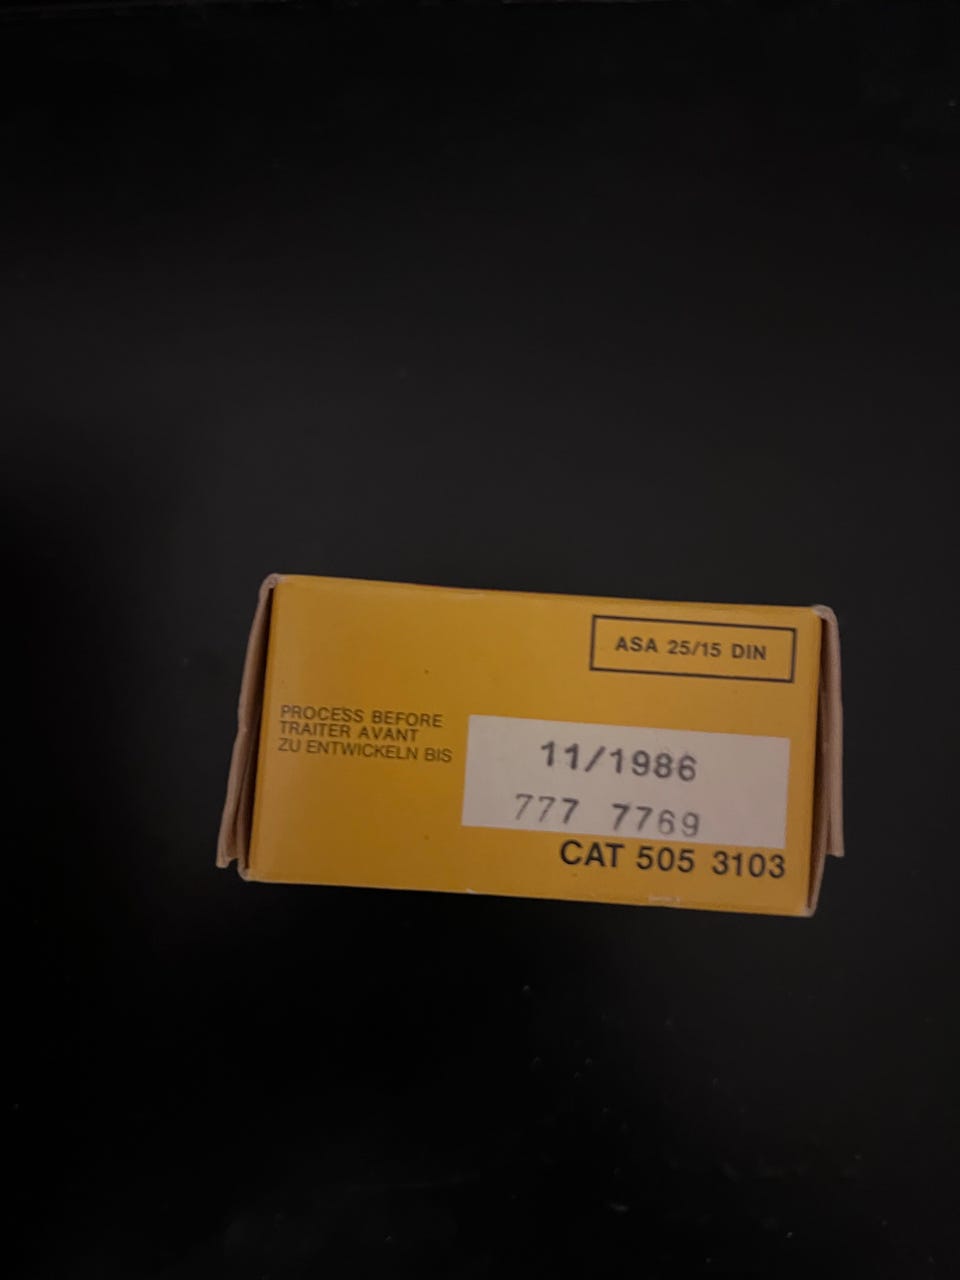 ASA 25/15 DIN
PROCESS BEFORE
TRAITER AVANT
ZU ENTWICKELN BIS
11/1986
777 7769
CAT 505 3103